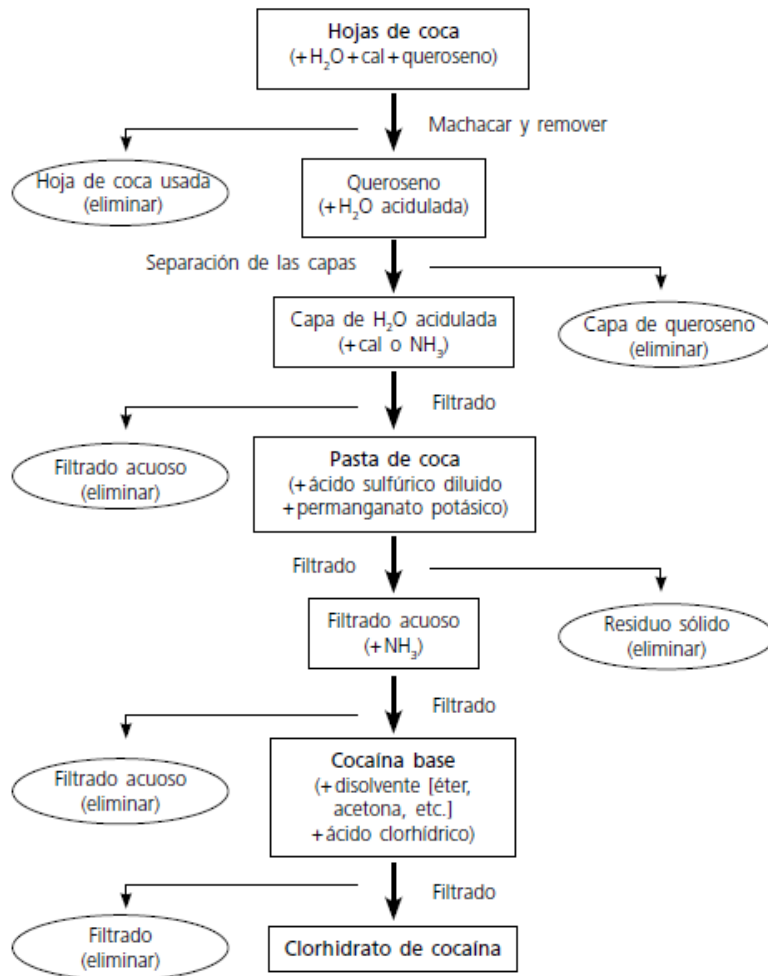 Hojas de coca
(+H₂O+cal+queroseno)
Machacar y remover
Hoja de coca usada
(eliminar)
Queroseno
(+H₂O acidulada)
Separación de las capas
Capa de H₂O acidulada
(+cal o NH₃)
Capa de queroseno
(eliminar)
Filtrado
Filtrado acuoso
(eliminar)
Pasta de coca
(+ácido sulfúrico diluido
+permanganato potásico)
Filtrado
Filtrado acuoso
(+NH₃)
Residuo sólido
(eliminar)
Filtrado
Filtrado acuoso
(eliminar)
Cocaína base
(+disolvente [éter,
acetona, etc.]
+ácido clorhídrico)
Filtrado
Filtrado
(eliminar)
Clorhidrato de cocaína